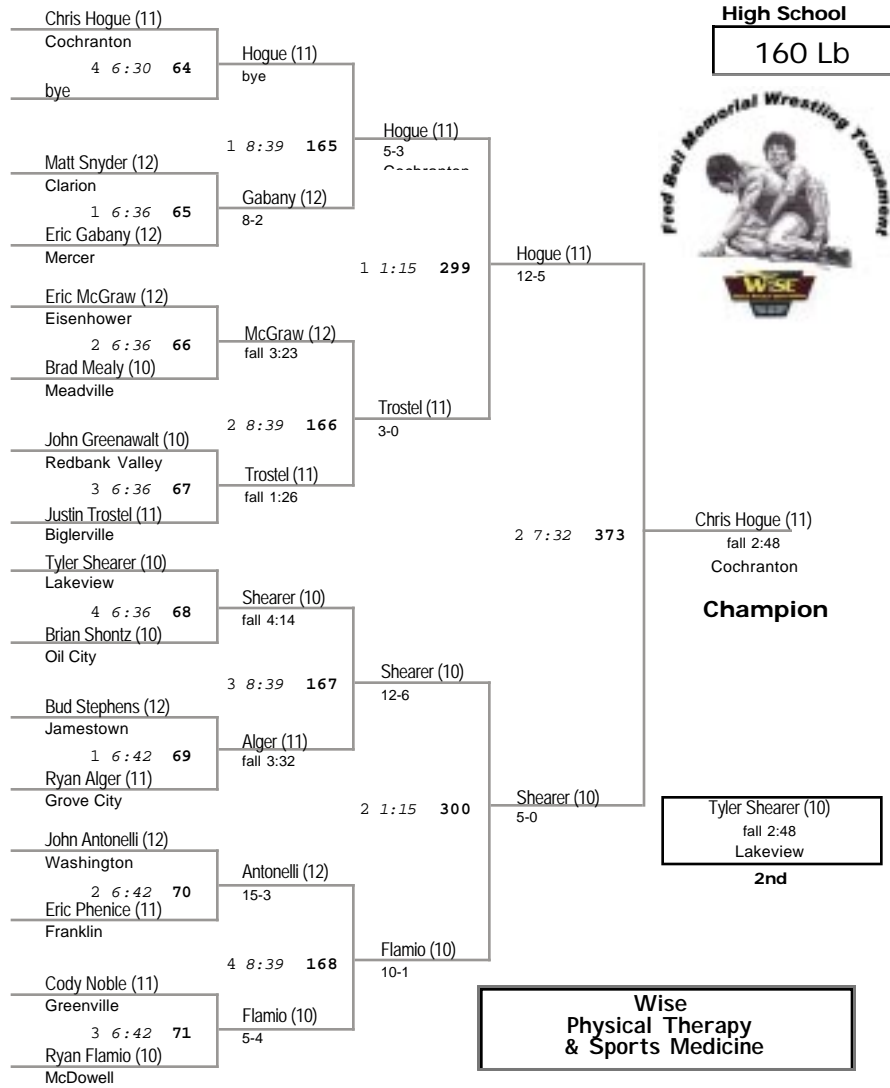 High School
160 Lb
Fred Bell Memorial Wrestling Tournament
WiSE
Chris Hogue (11)
Cochranton
4 6:30 64
bye
Matt Snyder (12)
Clarion
1 6:36 65
Eric Gabany (12)
Mercer
Eric McGraw (12)
Eisenhower
2 6:36 66
Brad Mealy (10)
Meadville
John Greenawalt (10)
Redbank Valley
3 6:36 67
Justin Trostel (11)
Biglerville
Tyler Shearer (10)
Lakeview
4 6:36 68
Brian Shontz (10)
Oil City
Bud Stephens (12)
Jamestown
1 6:42 69
Ryan Alger (11)
Grove City
John Antonelli (12)
Washington
2 6:42 70
Eric Phenice (11)
Franklin
Cody Noble (11)
Greenville
3 6:42 71
Ryan Flamio (10)
McDowell
Hogue (11)
bye
1 8:39 165
Gabany (12)
8-2
McGraw (12)
fall 3:23
2 8:39 166
Trostel (11)
fall 1:26
Shearer (10)
fall 4:14
3 8:39 167
Alger (11)
fall 3:32
Antonelli (12)
15-3
4 8:39 168
Flamio (10)
5-4
Hogue (11)
5-3
Cochranton
1 1:15 299
Trostel (11)
3-0
Shearer (10)
12-6
2 1:15 300
Flamio (10)
10-1
Hogue (11)
12-5
2 7:32 373
Shearer (10)
5-0
Chris Hogue (11)
fall 2:48
Cochranton
Champion
Tyler Shearer (10)
fall 2:48
Lakeview
2nd
Wise
Physical Therapy
& Sports Medicine